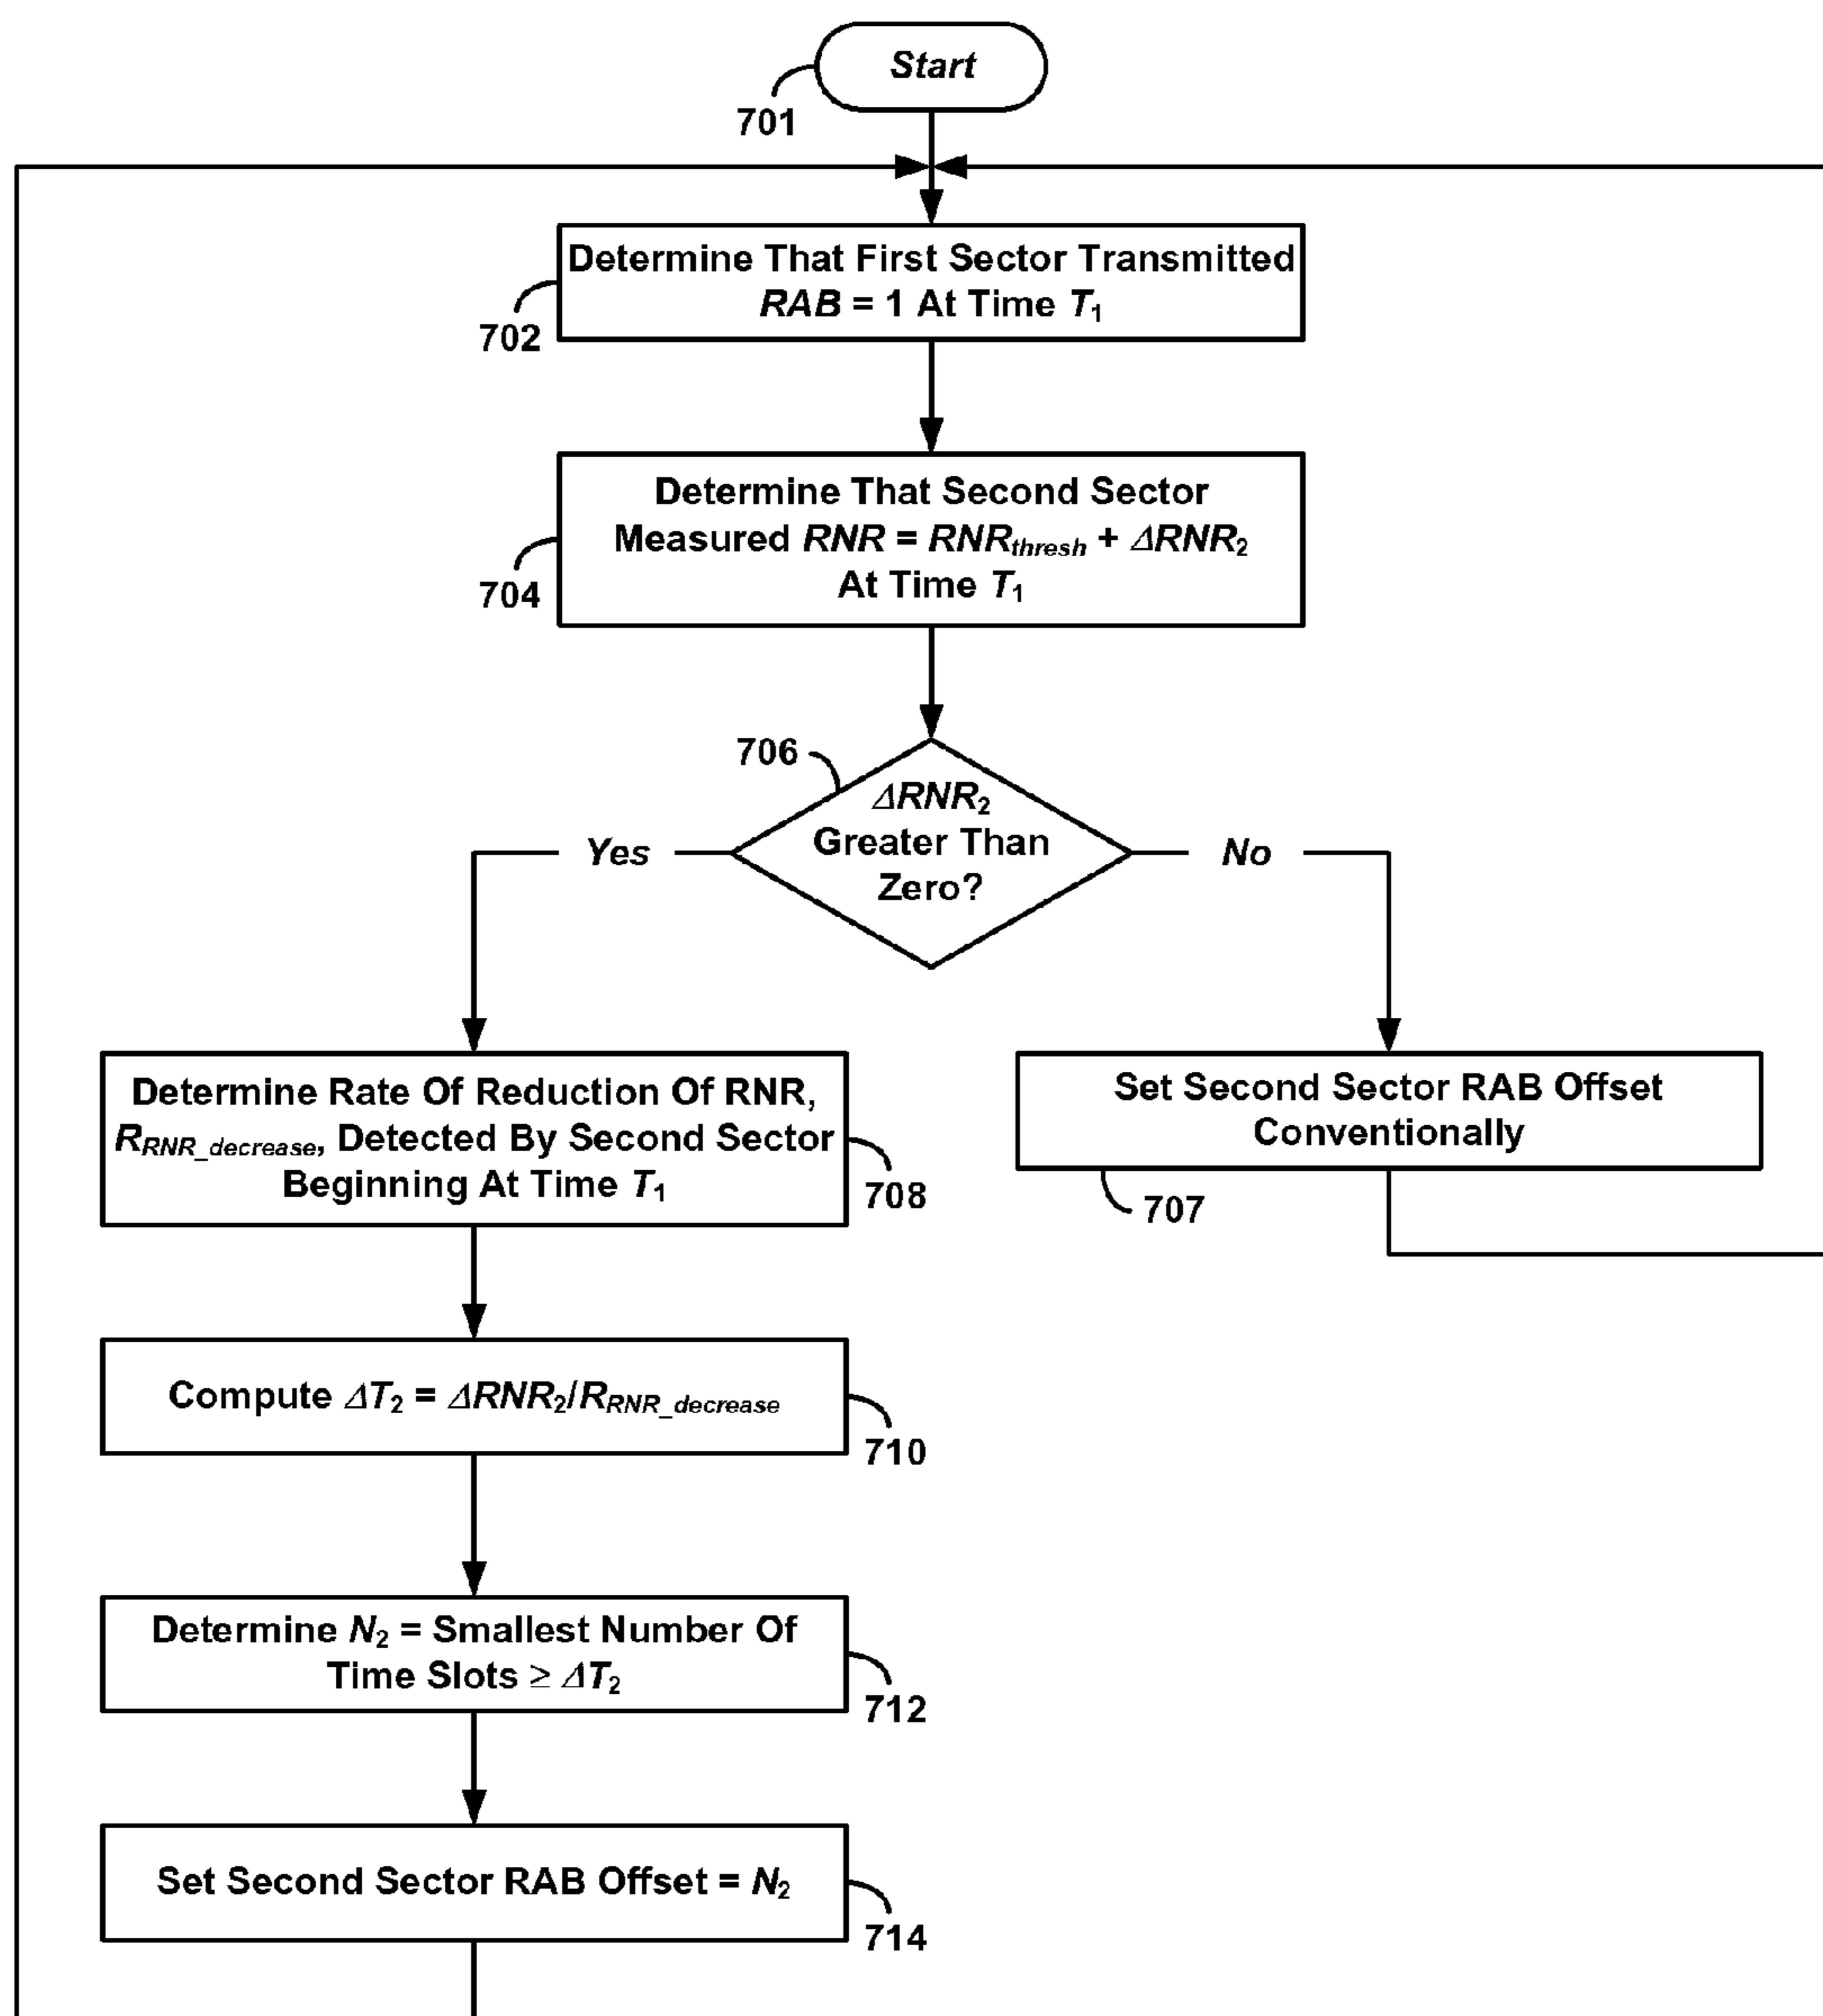 Start
701
Determine That First Sector Transmitted
RAB = 1 At Time T₁
702
Determine That Second Sector
Measured RNR = RNR_thresh + ΔRNR₂
At Time T₁
704
706
ΔRNR₂
Greater Than
Zero?
Yes
No
Determine Rate Of Reduction Of RNR,
R_RNR_decrease, Detected By Second Sector
Beginning At Time T₁
708
Set Second Sector RAB Offset
Conventionally
707
Compute ΔT₂ = ΔRNR₂/R_RNR_decrease
710
Determine N₂ = Smallest Number Of
Time Slots ≥ ΔT₂
712
Set Second Sector RAB Offset = N₂
714